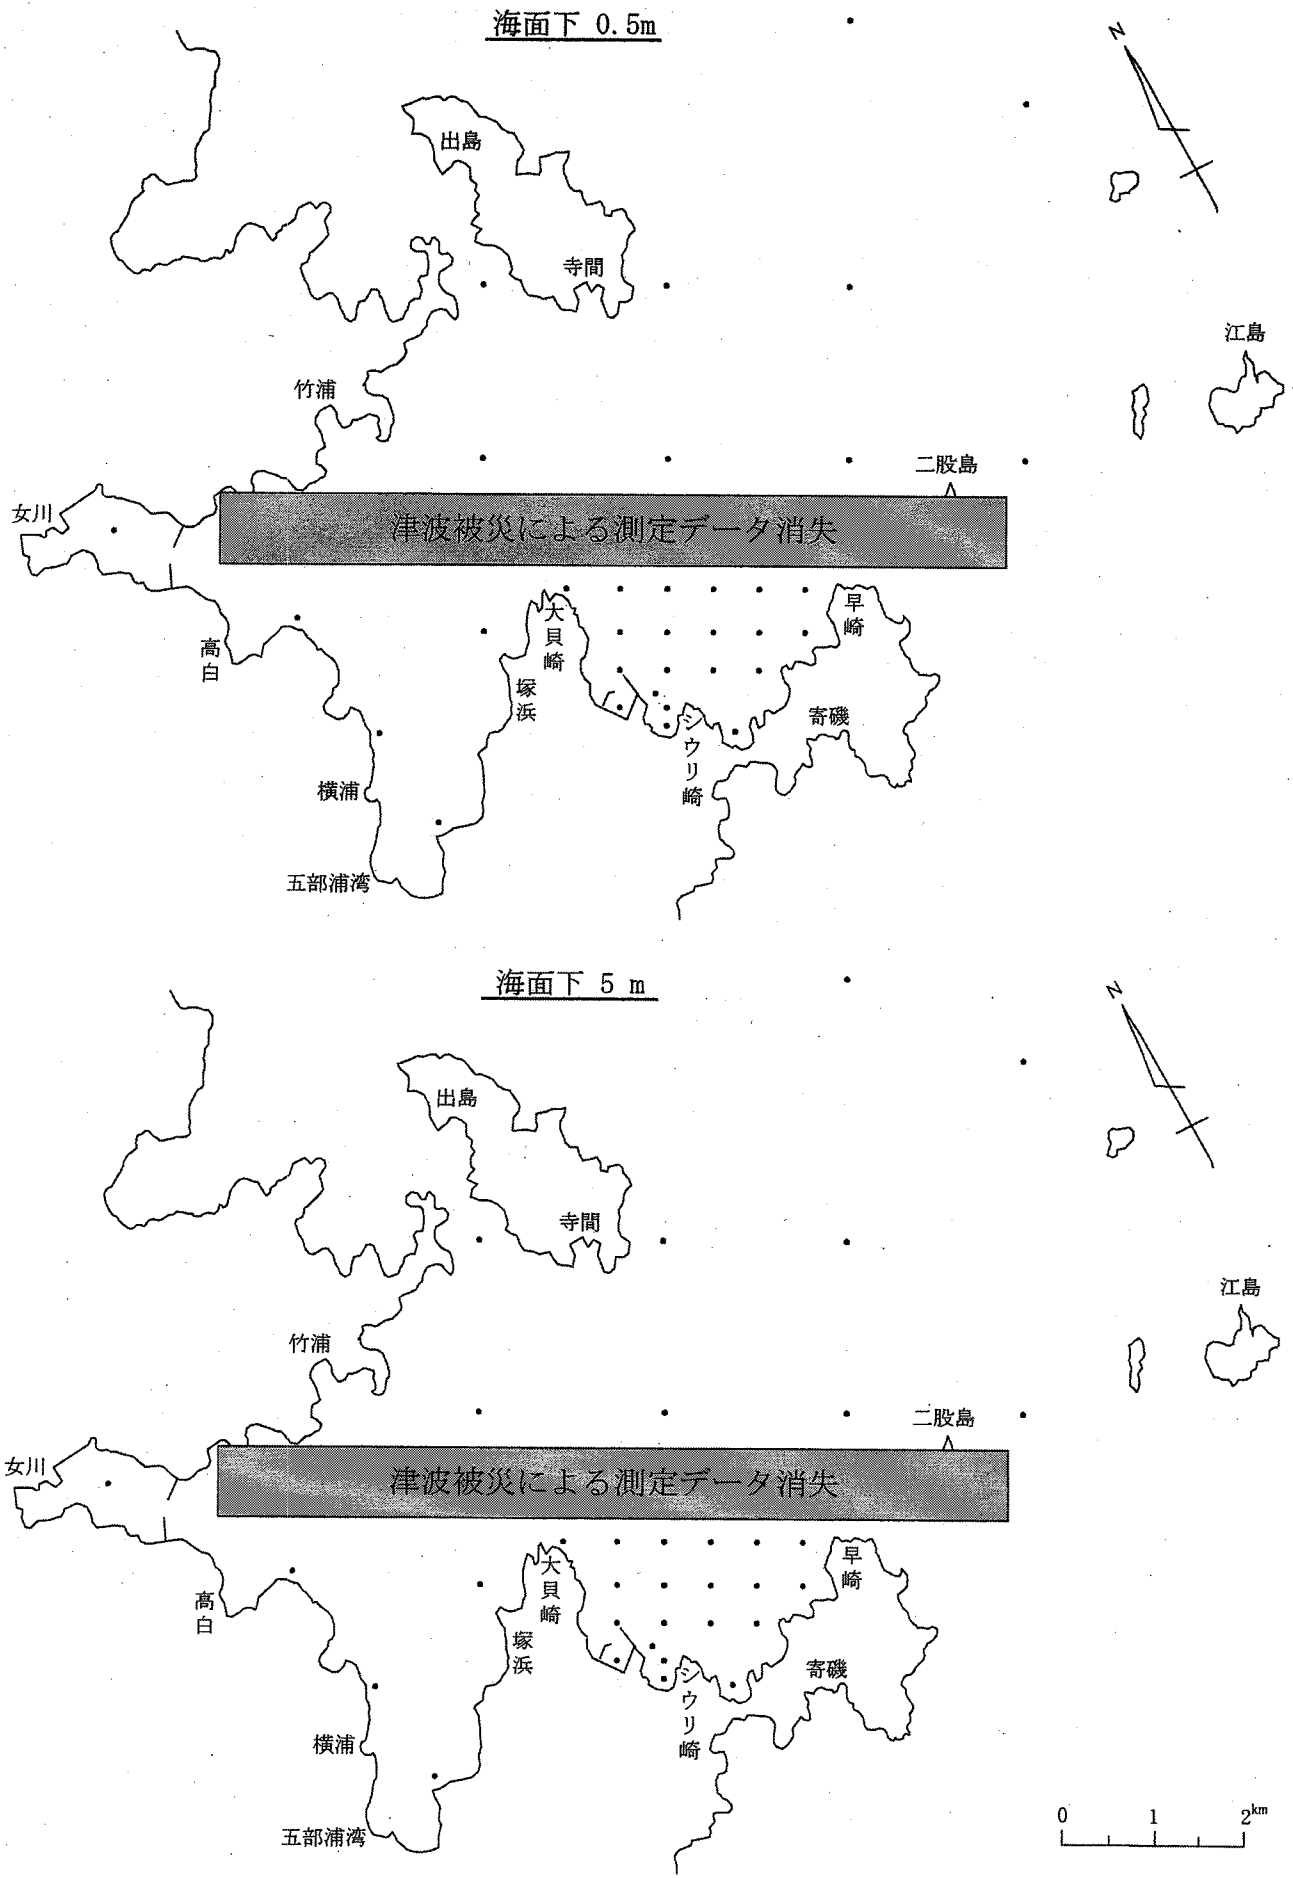 海面下 0.5m
N
出島
寺間
江島
竹浦
二股島
女川
津波被災による測定データ消失
大貝崎
早崎
高白
塚浜
シウリ崎
寄磯
横浦
五部浦湾
海面下 5 m
N
出島
寺間
江島
竹浦
二股島
女川
津波被災による測定データ消失
大貝崎
早崎
高白
塚浜
シウリ崎
寄磯
横浦
五部浦湾
0 1 2km